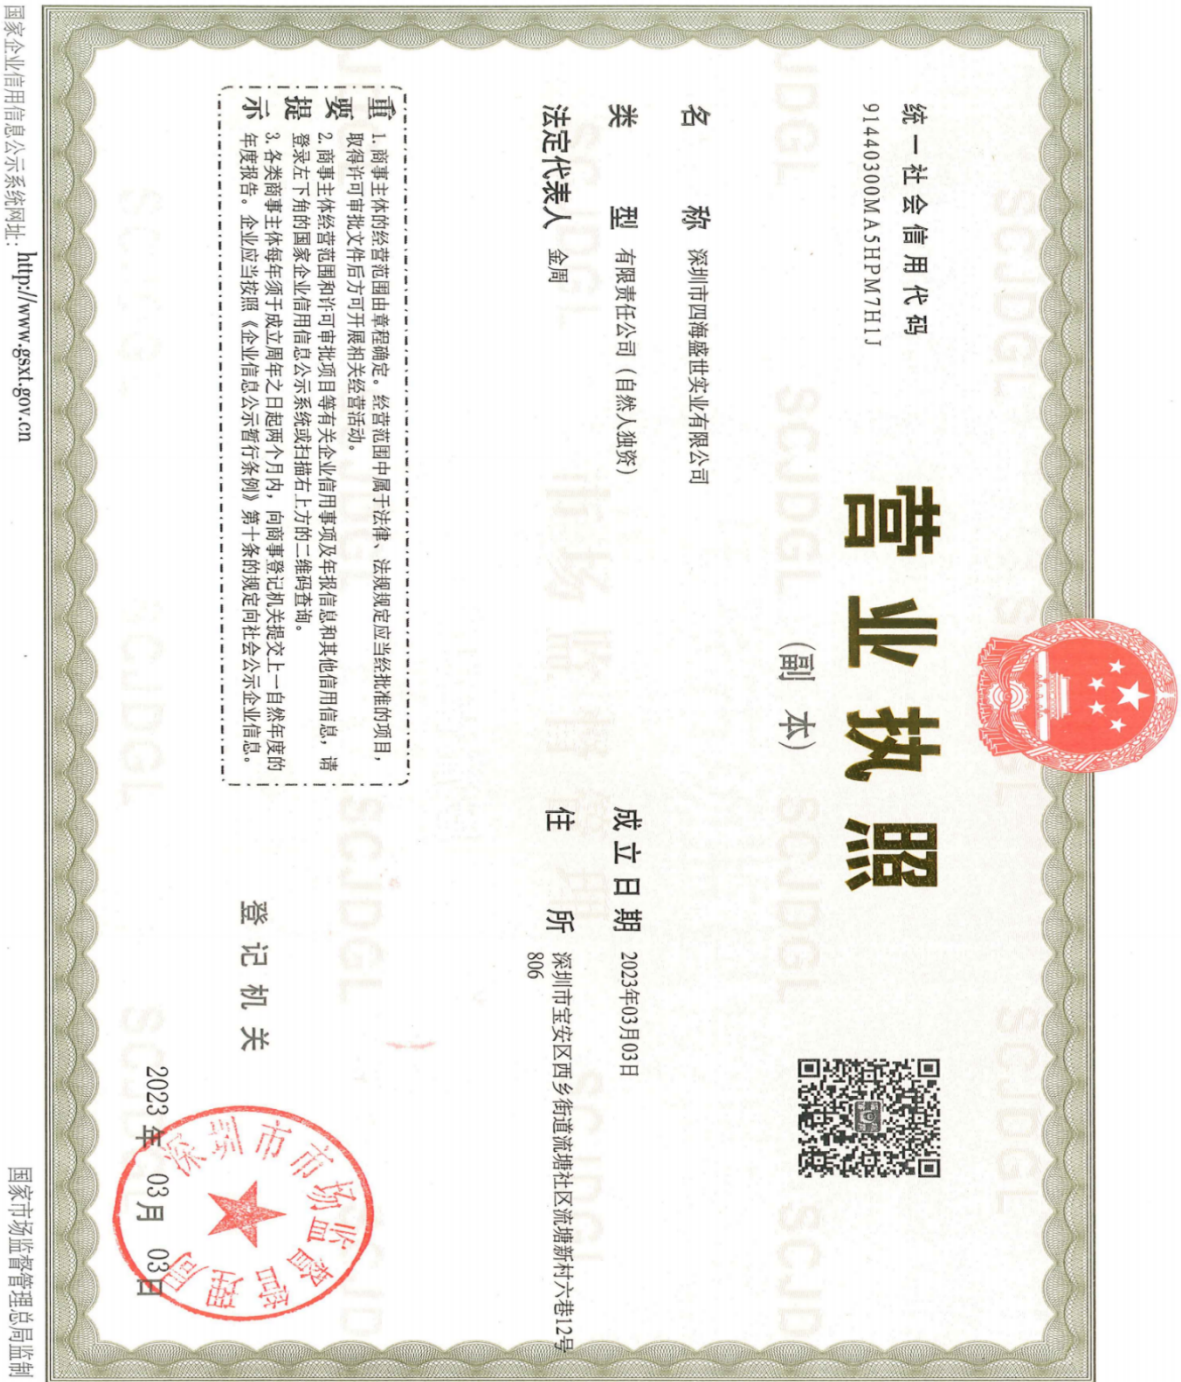 统一社会信用代码
91440300MA5HPM7H1J
营业执照
(副本)
名称 深圳市四海盛世实业有限公司
类型 有限责任公司（自然人独资）
法定代表人 金周
成立日期 2023年03月03日
住所 深圳市宝安区西乡街道流塘社区流塘新村六巷12号
806
重要提示
1. 商事主体的经营范围由章程确定。经营范围中属于法律、法规规定应当经批准的项目，
取得许可审批文件后方可开展相关经营活动。
2. 商事主体经营范围和许可审批项目等有关企业信用事项及年报信息和其他信用信息，请
登录左下角的国家企业信用信息公示系统或扫描右上方的二维码查询。
3. 各类商事主体每年须于成立周年之日起两个月内，向商事登记机关提交上一自然年度的
年度报告。企业应当按照《企业信息公示暂行条例》第十条的规定向社会公示企业信息。
登记机关
深圳市市场监督管理局
2023年03月03日
国家企业信用信息公示系统网址：http://www.gsxt.gov.cn
国家市场监督管理总局监制